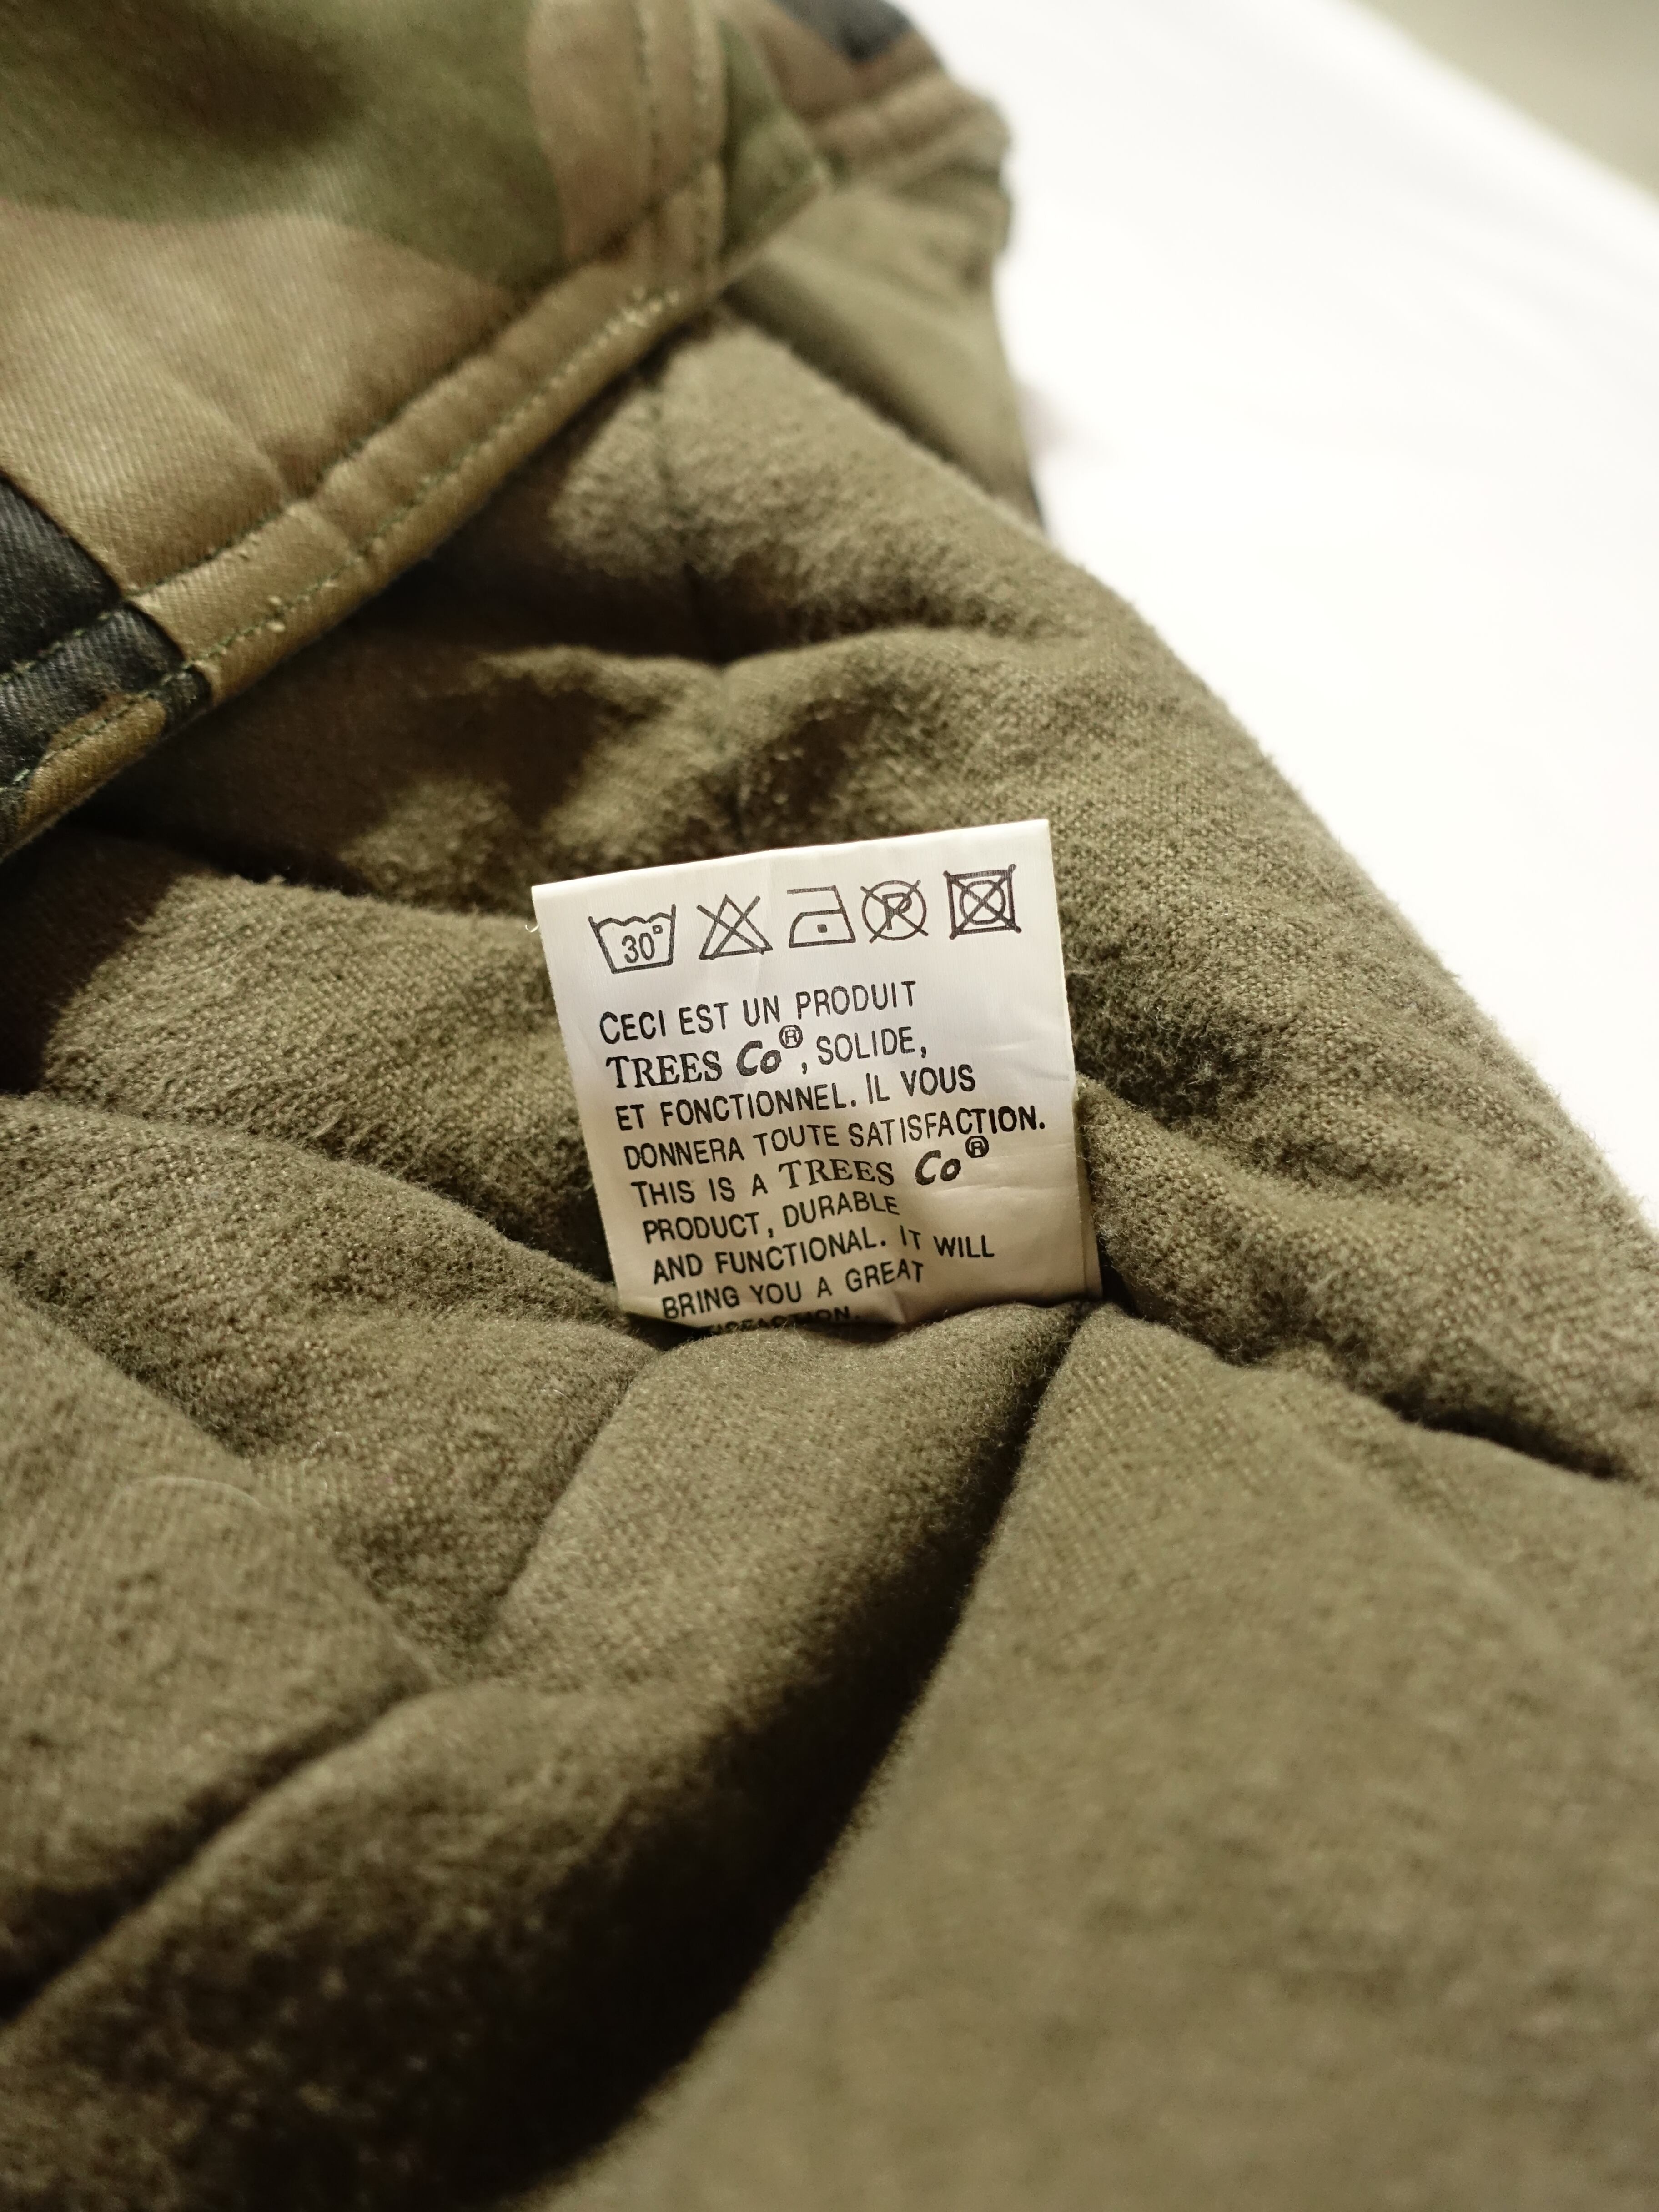 30°
P
CECI EST UN PRODUIT
TREES Co®, SOLIDE,
ET FONCTIONNEL. IL VOUS
DONNERA TOUTE SATISFACTION.
THIS IS A TREES Co®
PRODUCT, DURABLE
AND FUNCTIONAL. IT WILL
BRING YOU A GREAT